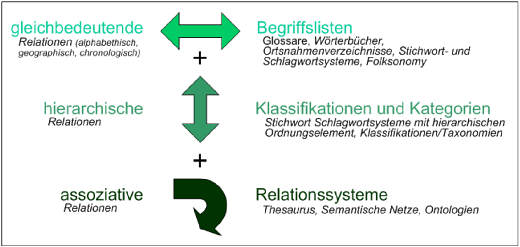 gleichbedeutende
Relationen (alphabethisch,
geographisch, chronologisch)
Begriffslisten
Glossare, Wörterbücher,
Ortsnahmenverzeichnisse, Stichwort- und
Schlagwortsysteme, Folksonomy
+
hierarchische
Relationen
Klassifikationen und Kategorien
Stichwort Schlagwortsysteme mit hierarchischen
Ordnungselement, Klassifikationen/Taxonomien
+
assoziative
Relationen
Relationssysteme
Thesaurus, Semantische Netze, Ontologien